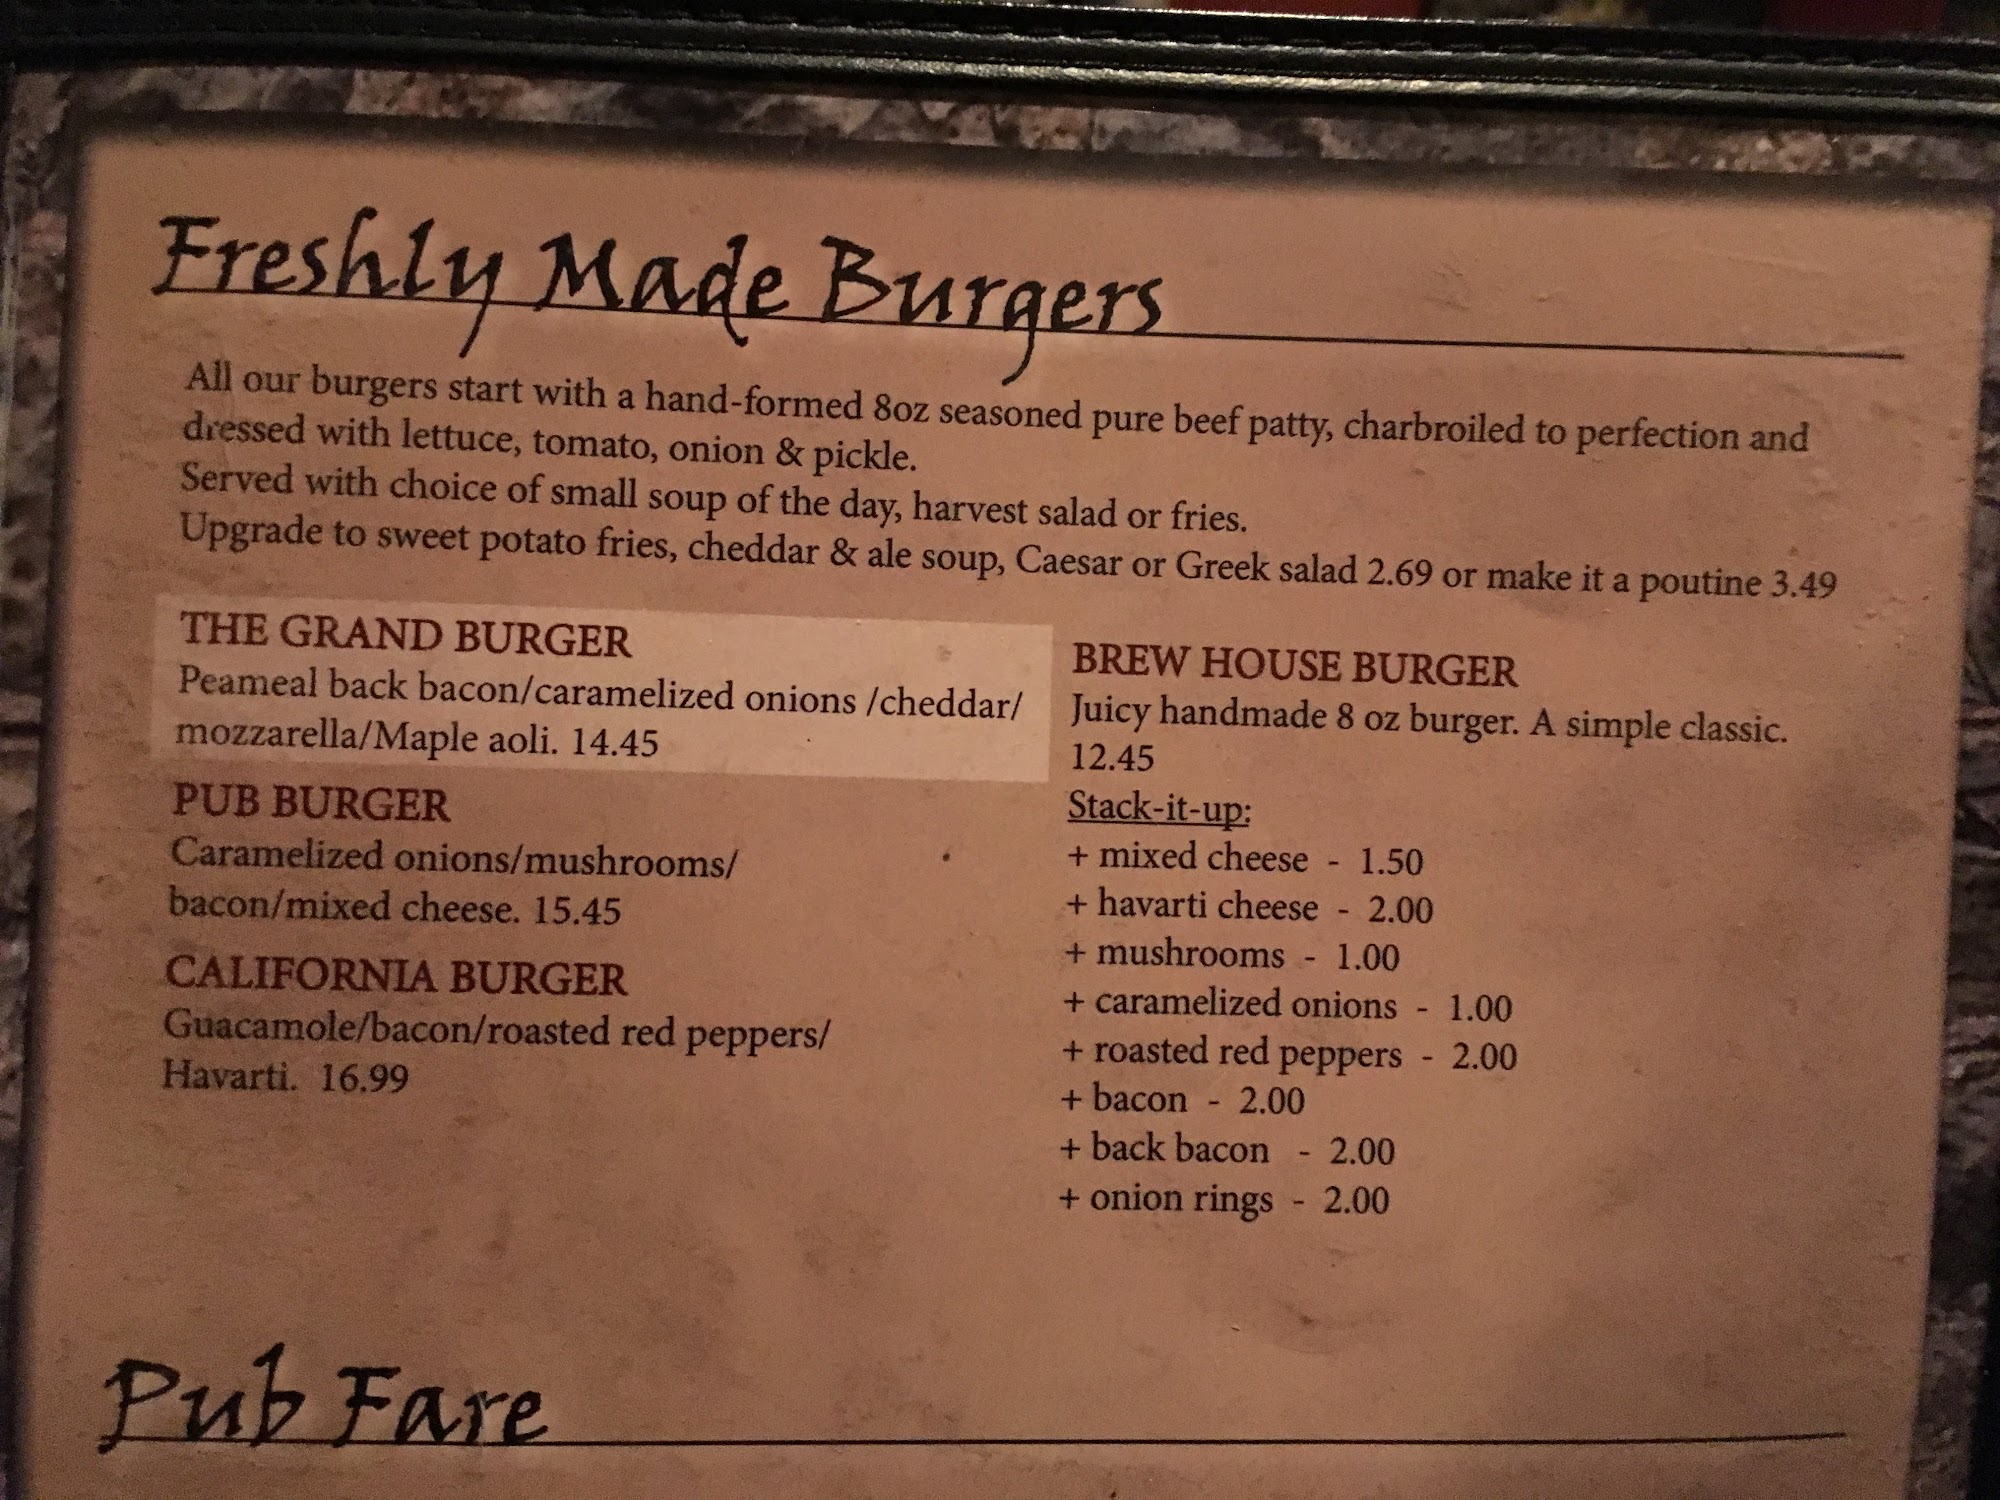 Freshly Made Burgers
All our burgers start with a hand-formed 8oz seasoned pure beef patty, charbroiled to perfection and
dressed with lettuce, tomato, onion & pickle.
Served with choice of small soup of the day, harvest salad or fries.
Upgrade to sweet potato fries, cheddar & ale soup, Caesar or Greek salad 2.69 or make it a poutine 3.49
THE GRAND BURGER
Peameal back bacon/caramelized onions /cheddar/
mozzarella/Maple aoli. 14.45
PUB BURGER
Caramelized onions/mushrooms/
bacon/mixed cheese. 15.45
CALIFORNIA BURGER
Guacamole/bacon/roasted red peppers/
Havarti. 16.99
BREW HOUSE BURGER
Juicy handmade 8 oz burger. A simple classic.
12.45
Stack-it-up:
+ mixed cheese - 1.50
+ havarti cheese - 2.00
+ mushrooms - 1.00
+ caramelized onions - 1.00
+ roasted red peppers - 2.00
+ bacon - 2.00
+ back bacon - 2.00
+ onion rings - 2.00
Pub Fare